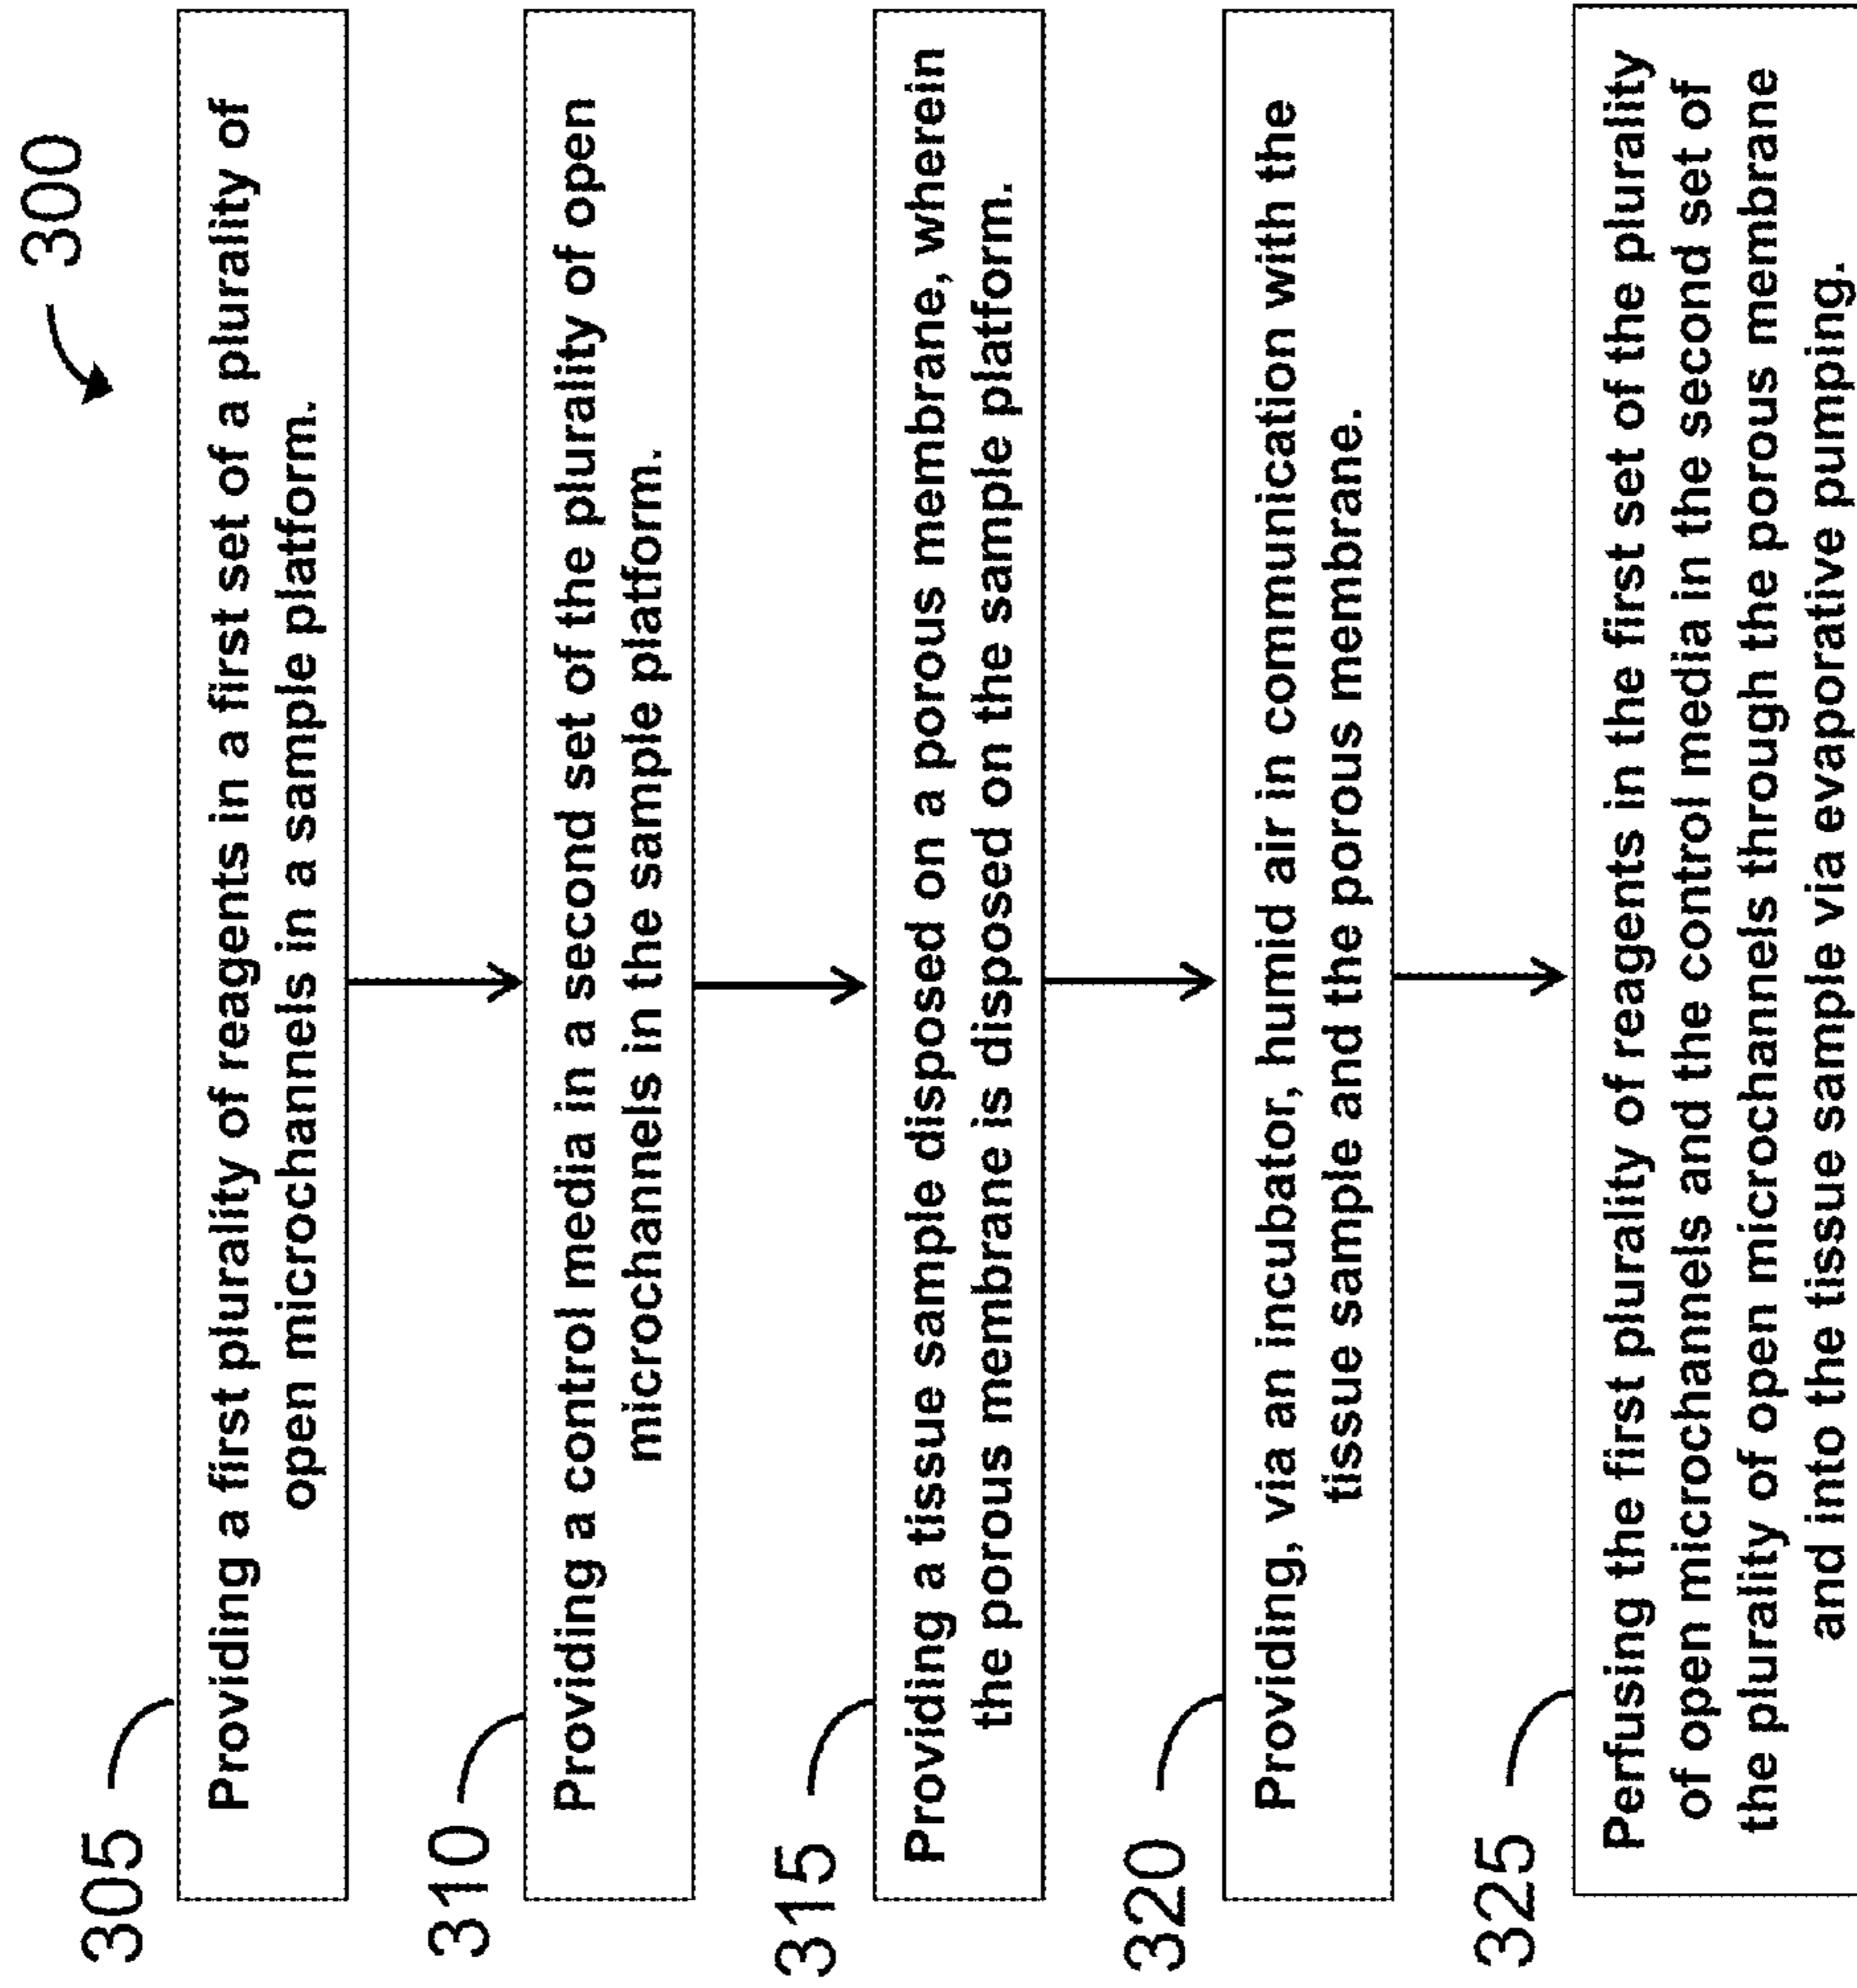 300
305
Providing a first plurality of reagents in a first set of a plurality of
open microchannels in a sample platform.
310
Providing a control media in a second set of the plurality of open
microchannels in the sample platform.
315
Providing a tissue sample disposed on a porous membrane, wherein
the porous membrane is disposed on the sample platform.
320
Providing, via an incubator, humid air in communication with the
tissue sample and the porous membrane.
325
Perfusing the first plurality of reagents in the first set of the plurality
of open microchannels and the control media in the second set of
the plurality of open microchannels through the porous membrane
and into the tissue sample via evaporative pumping.